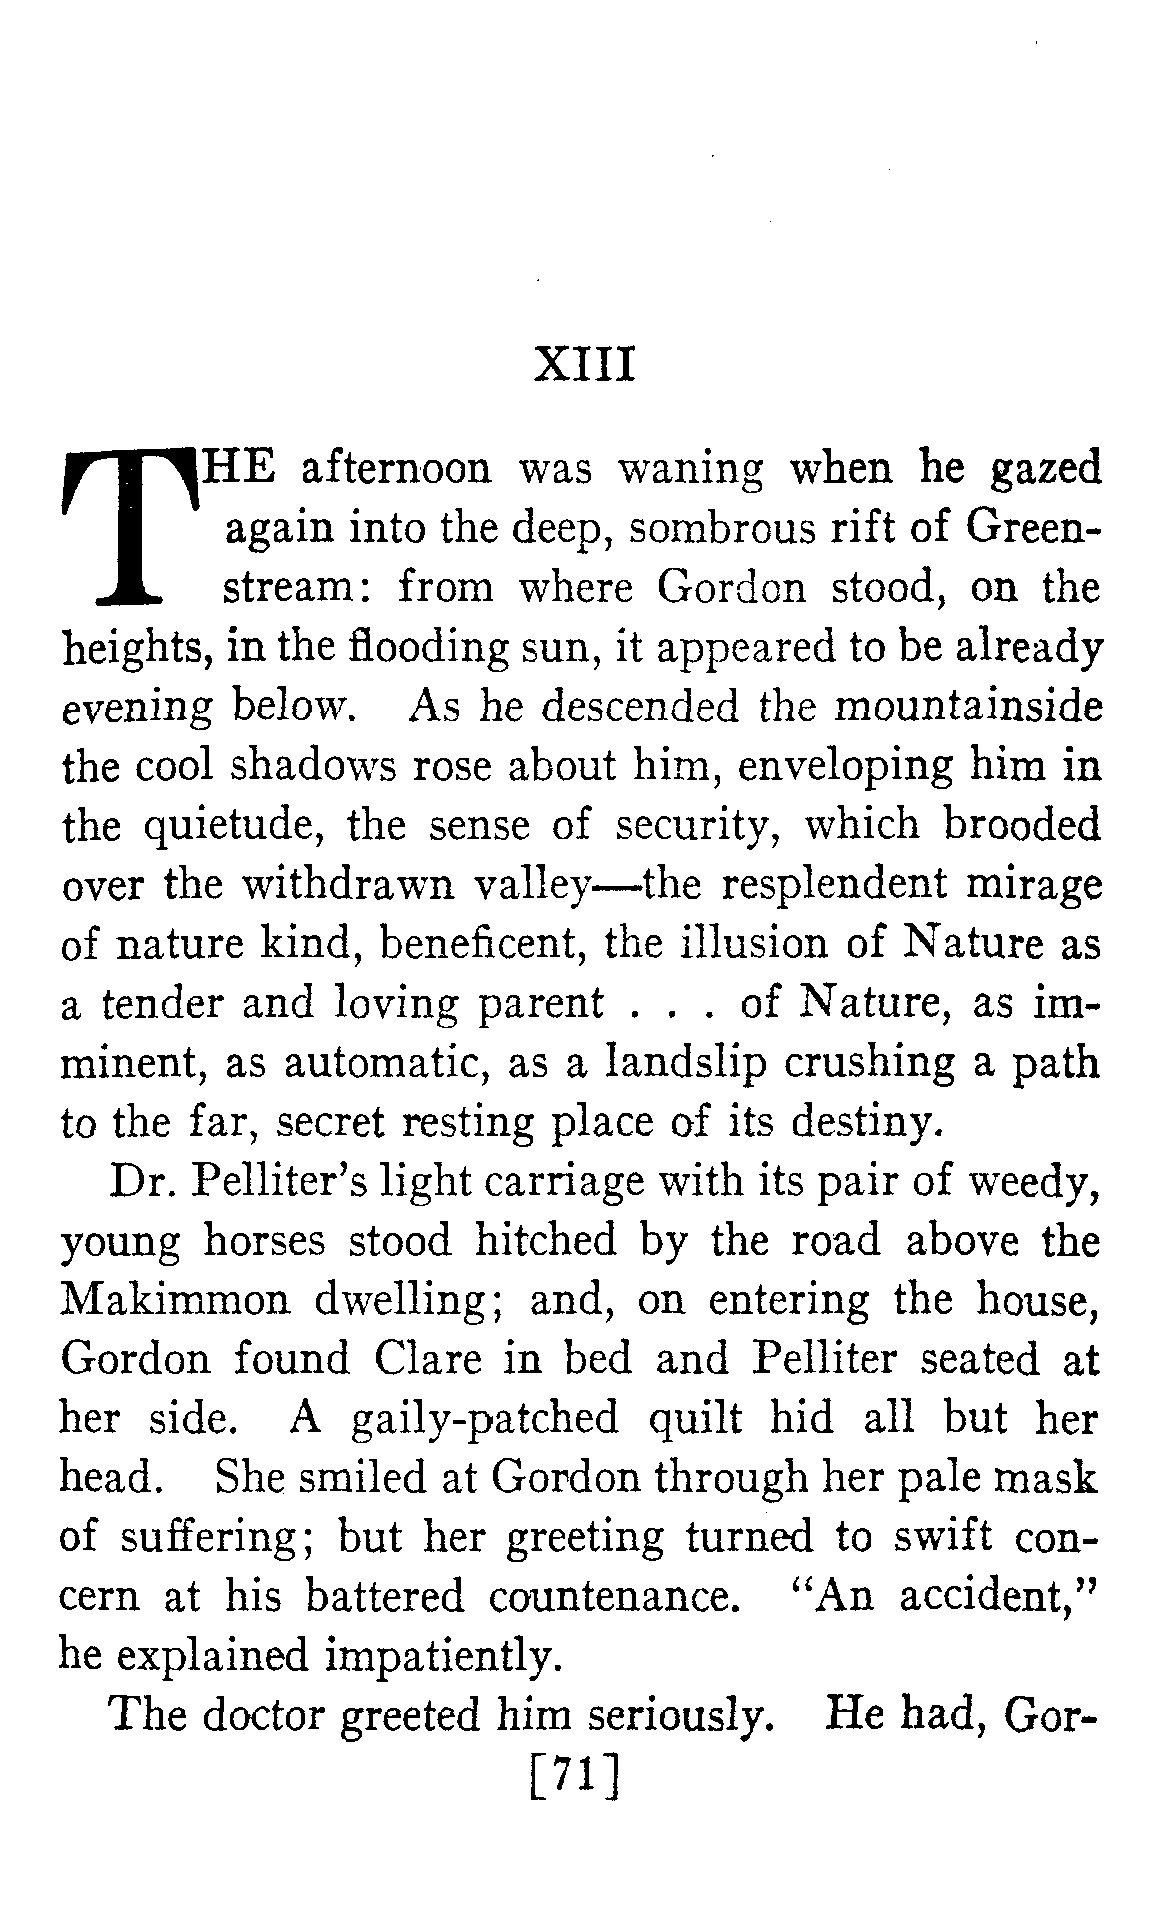 XIII
THE afternoon was waning when he gazed
again into the deep, sombrous rift of Green-
stream: from where Gordon stood, on the
heights, in the flooding sun, it appeared to be already
evening below. As he descended the mountainside
the cool shadows rose about him, enveloping him in
the quietude, the sense of security, which brooded
over the withdrawn valley—the resplendent mirage
of nature kind, beneficent, the illusion of Nature as
a tender and loving parent . . . of Nature, as im-
minent, as automatic, as a landslip crushing a path
to the far, secret resting place of its destiny.
Dr. Pelliter's light carriage with its pair of weedy,
young horses stood hitched by the road above the
Makimmon dwelling; and, on entering the house,
Gordon found Clare in bed and Pelliter seated at
her side. A gaily-patched quilt hid all but her
head. She smiled at Gordon through her pale mask
of suffering; but her greeting turned to swift con-
cern at his battered countenance. "An accident,"
he explained impatiently.
The doctor greeted him seriously. He had, Gor-
[71]